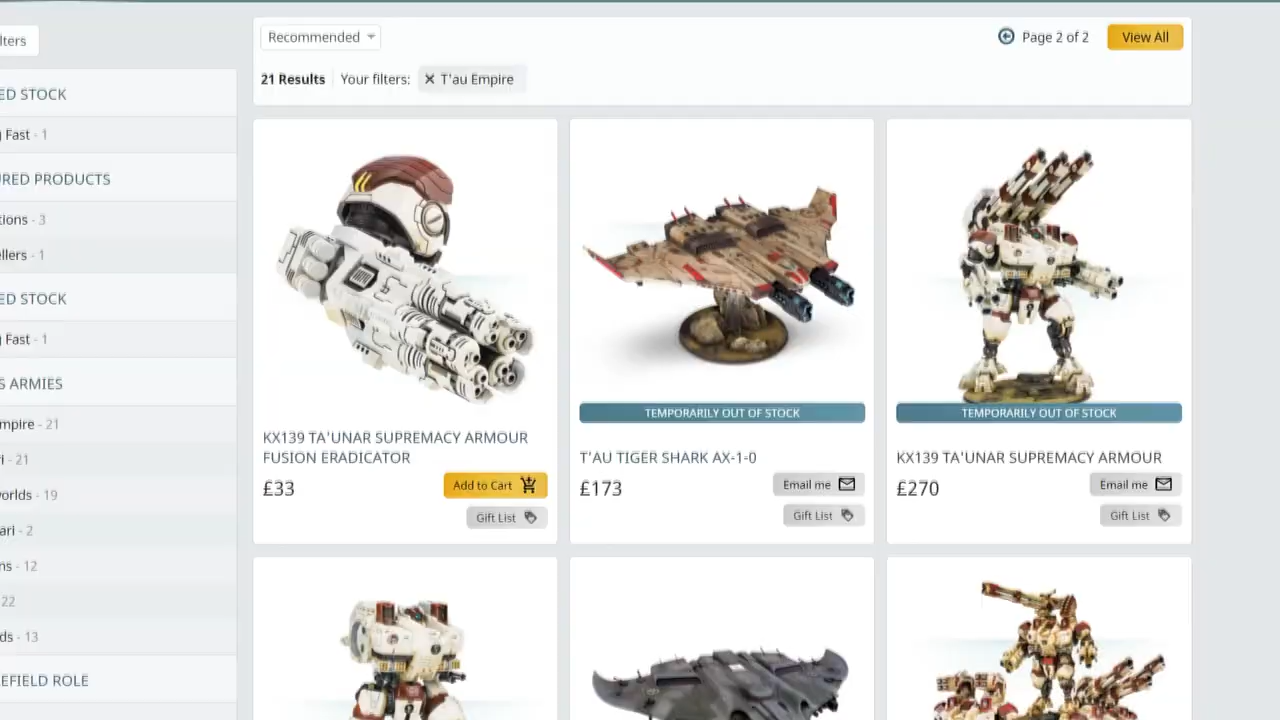 lters
Recommended
Page 2 of 2
View All
21 Results
Your filters:
T'au Empire
ED STOCK
g Fast - 1
RED PRODUCTS
tions - 3
ellers - 1
ED STOCK
g Fast - 1
S ARMIES
mpire - 21
i - 21
orlds - 19
ari - 2
ns - 12
22
ds - 13
EFIELD ROLE
KX139 TA'UNAR SUPREMACY ARMOUR
FUSION ERADICATOR
£33
Add to Cart
Gift List
TEMPORARILY OUT OF STOCK
T'AU TIGER SHARK AX-1-0
£173
Email me
Gift List
TEMPORARILY OUT OF STOCK
KX139 TA'UNAR SUPREMACY ARMOUR
£270
Email me
Gift List